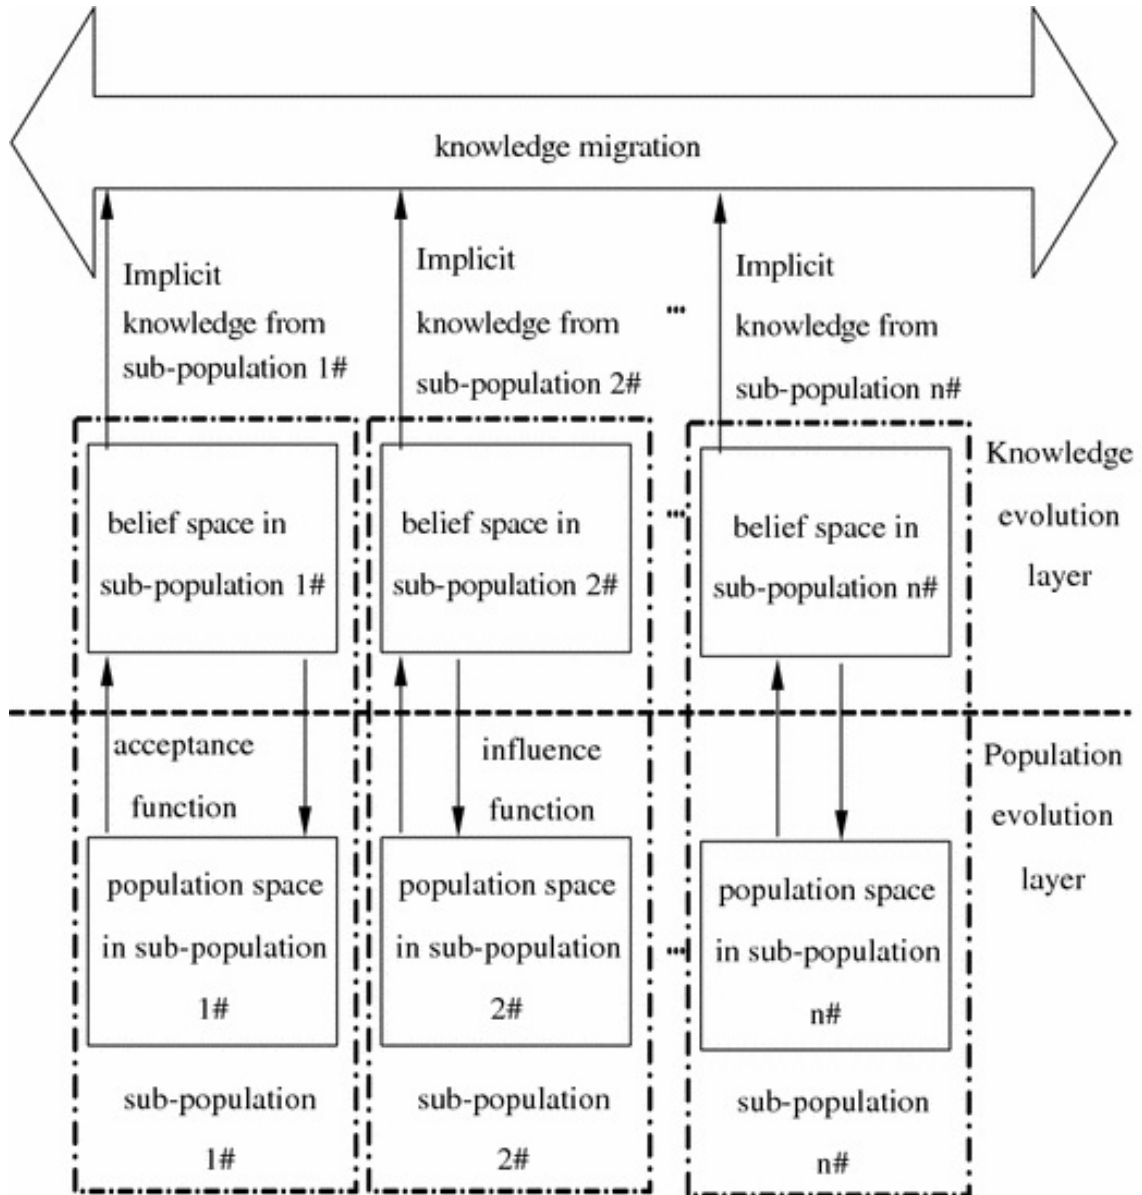 knowledge migration
Implicit
knowledge from
sub-population 1#
Implicit
knowledge from
sub-population 2#
...
Implicit
knowledge from
sub-population n#
belief space in
sub-population 1#
belief space in
sub-population 2#
...
belief space in
sub-population n#
Knowledge
evolution
layer
acceptance
function
influence
function
Population
evolution
layer
population space
in sub-population
1#
population space
in sub-population
2#
...
population space
in sub-population
n#
sub-population
1#
sub-population
2#
sub-population
n#